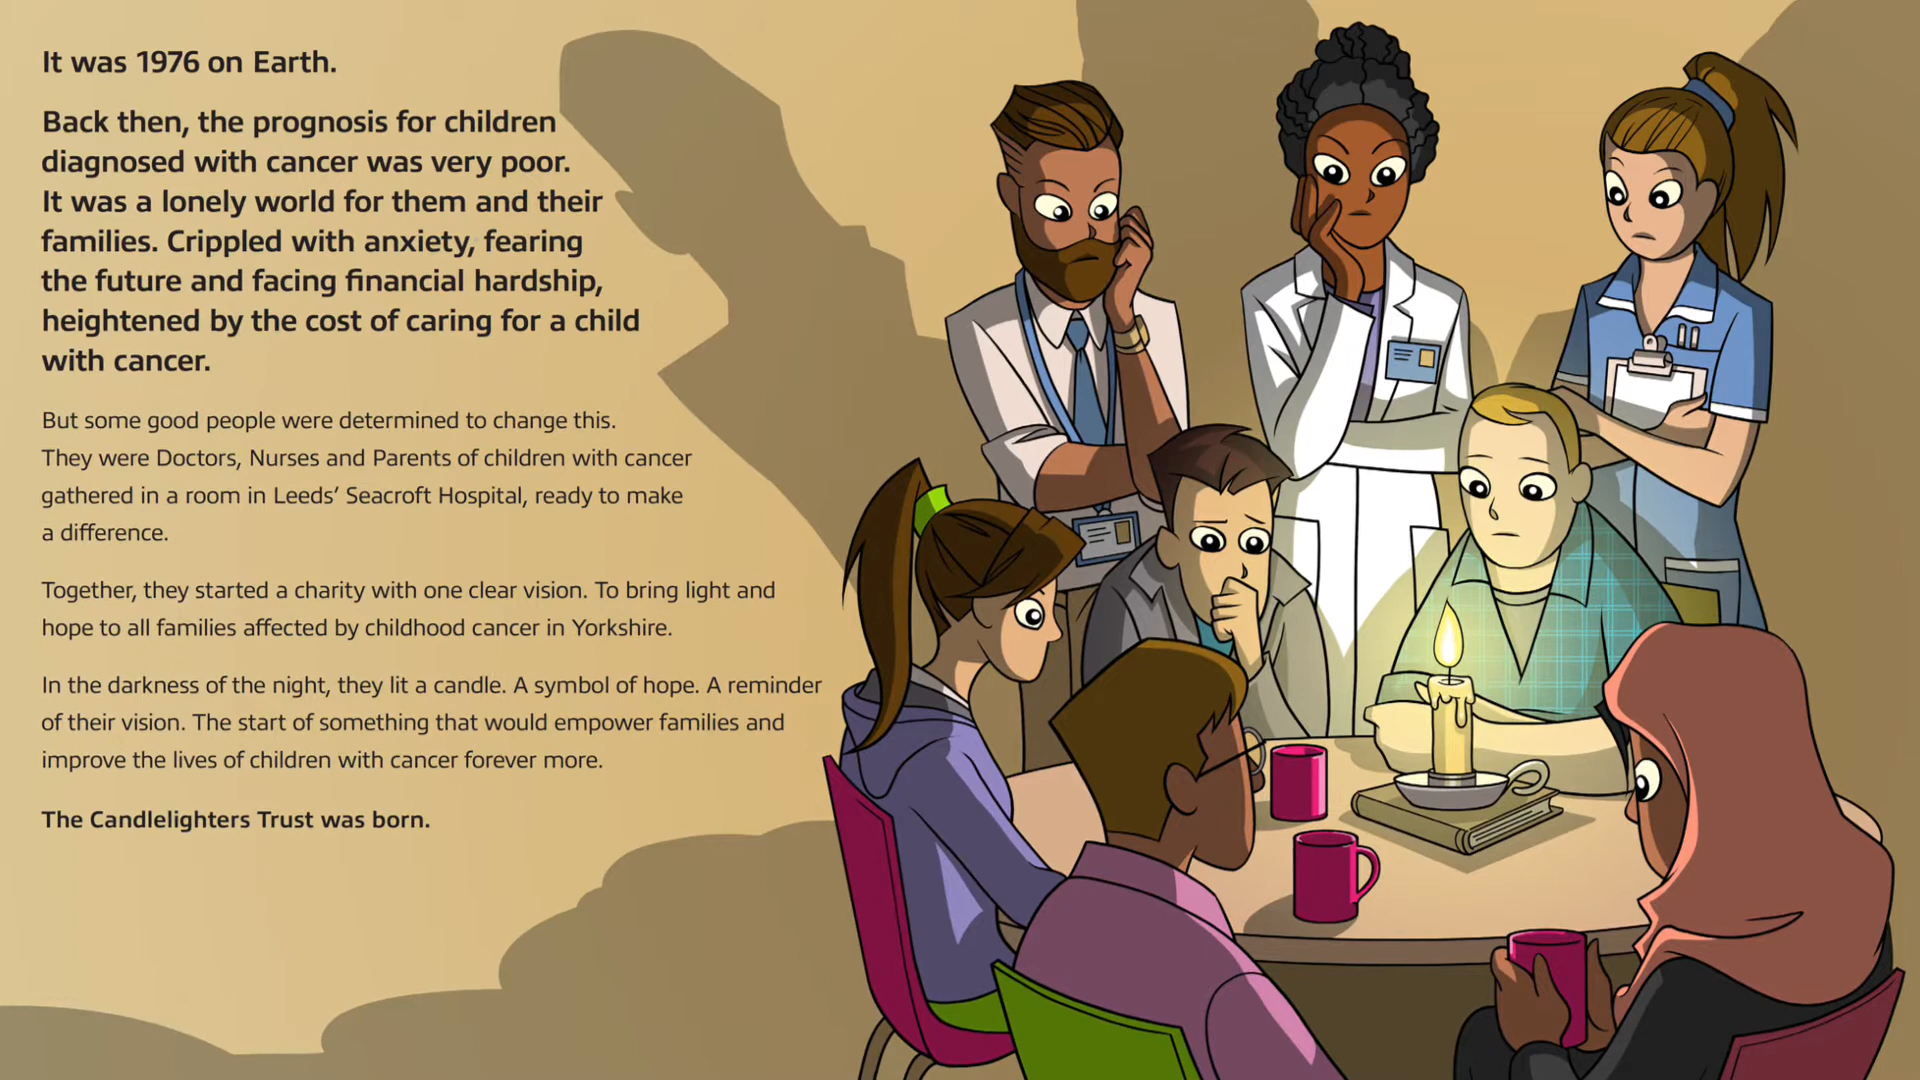 It was 1976 on Earth.
Back then, the prognosis for children
diagnosed with cancer was very poor.
It was a lonely world for them and their
families. Crippled with anxiety, fearing
the future and facing financial hardship,
heightened by the cost of caring for a child
with cancer.
But some good people were determined to change this.
They were Doctors, Nurses and Parents of children with cancer
gathered in a room in Leeds’ Seacroft Hospital, ready to make
a difference.
Together, they started a charity with one clear vision. To bring light and
hope to all families affected by childhood cancer in Yorkshire.
In the darkness of the night, they lit a candle. A symbol of hope. A reminder
of their vision. The start of something that would empower families and
improve the lives of children with cancer forever more.
The Candlelighters Trust was born.